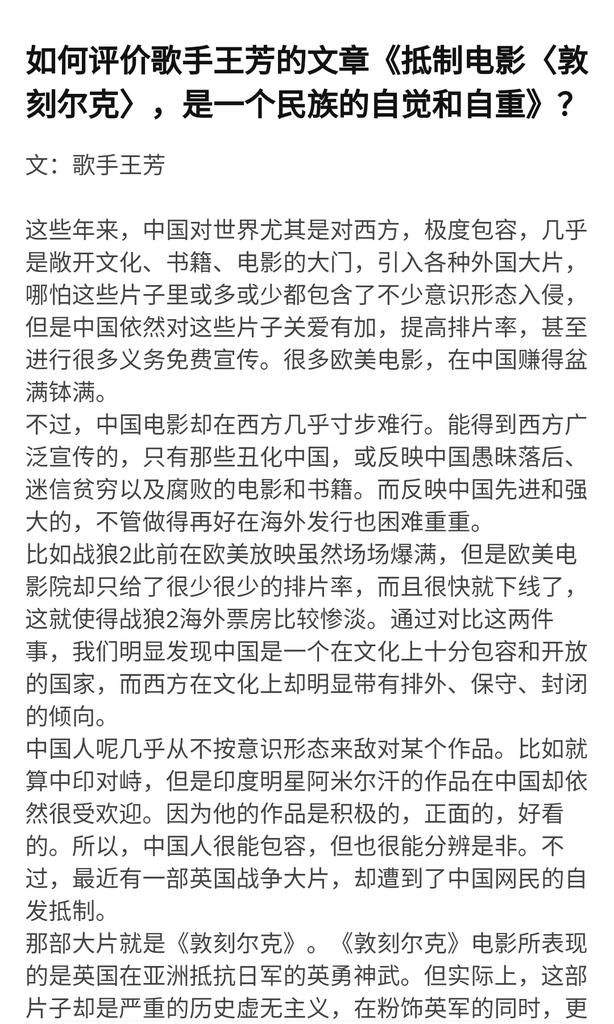 如何评价歌手王芳的文章《抵制电影〈敦
刻尔克〉，是一个民族的自觉和自重》？
文：歌手王芳
这些年来，中国对世界尤其是对西方，极度包容，几乎
是敞开文化、书籍、电影的大门，引入各种外国大片，
哪怕这些片子里或多或少都包含了不少意识形态入侵，
但是中国依然对这些片子关爱有加，提高排片率，甚至
进行很多义务免费宣传。很多欧美电影，在中国赚得盆
满钵满。
不过，中国电影却在西方几乎寸步难行。能得到西方广
泛宣传的，只有那些丑化中国，或反映中国愚昧落后、
迷信贫穷以及腐败的电影和书籍。而反映中国先进和强
大的，不管做得再好在海外发行也困难重重。
比如战狼2此前在欧美放映虽然场场爆满，但是欧美电
影院却只给了很少很少的排片率，而且很快就下线了，
这就使得战狼2海外票房比较惨淡。通过对比这两件
事，我们明显发现中国是一个在文化上十分包容和开放
的国家，而西方在文化上却明显带有排外、保守、封闭
的倾向。
中国人呢几乎从不按意识形态来敌对某个作品。比如就
算中印对峙，但是印度明星阿米尔汗的作品在中国却依
然很受欢迎。因为他的作品是积极的，正面的，好看
的。所以，中国人很能包容，但也很能分辨是非。不
过，最近有一部英国战争大片，却遭到了中国网民的自
发抵制。
那部大片就是《敦刻尔克》。《敦刻尔克》电影所表现
的是英国在亚洲抵抗日军的英勇神武。但实际上，这部
片子却是严重的历史虚无主义，在粉饰英军的同时，更